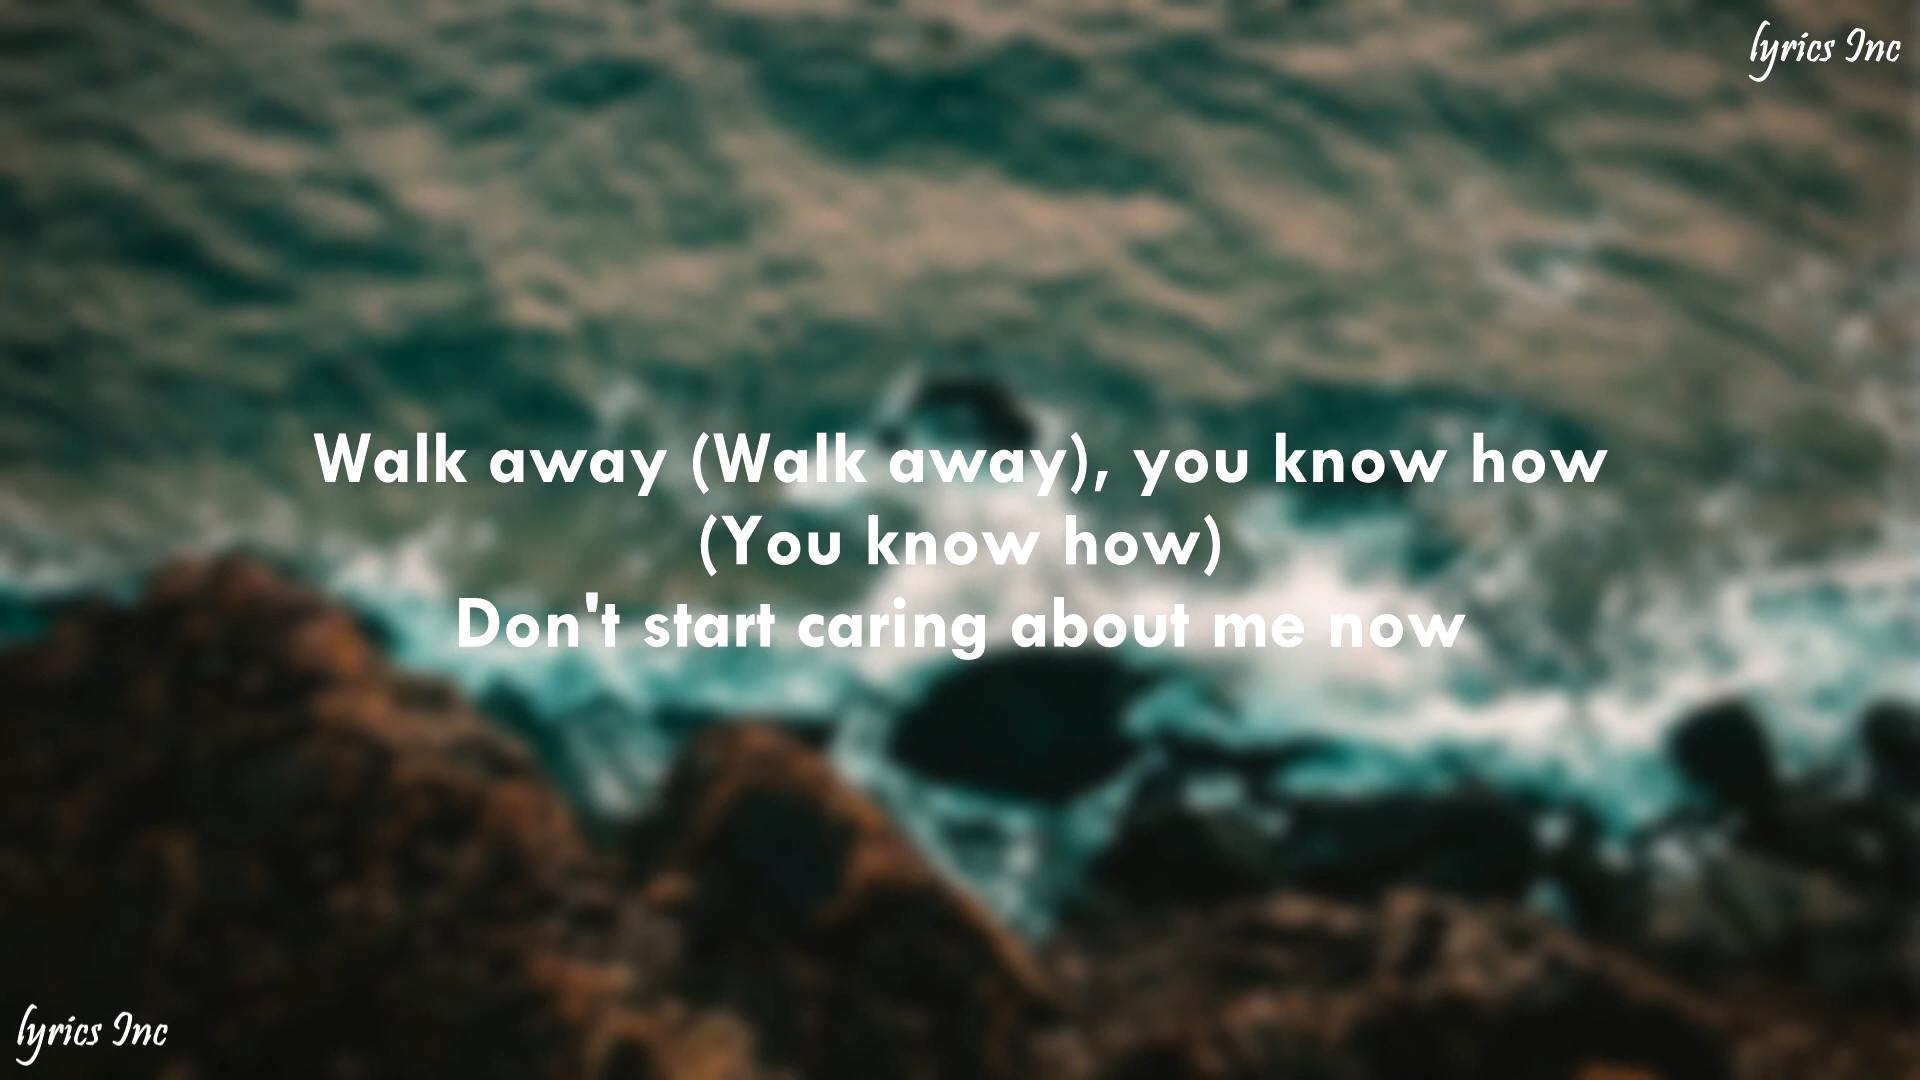 lyrics Inc
Walk away (Walk away), you know how
(You know how)
Don't start caring about me now
lyrics Inc